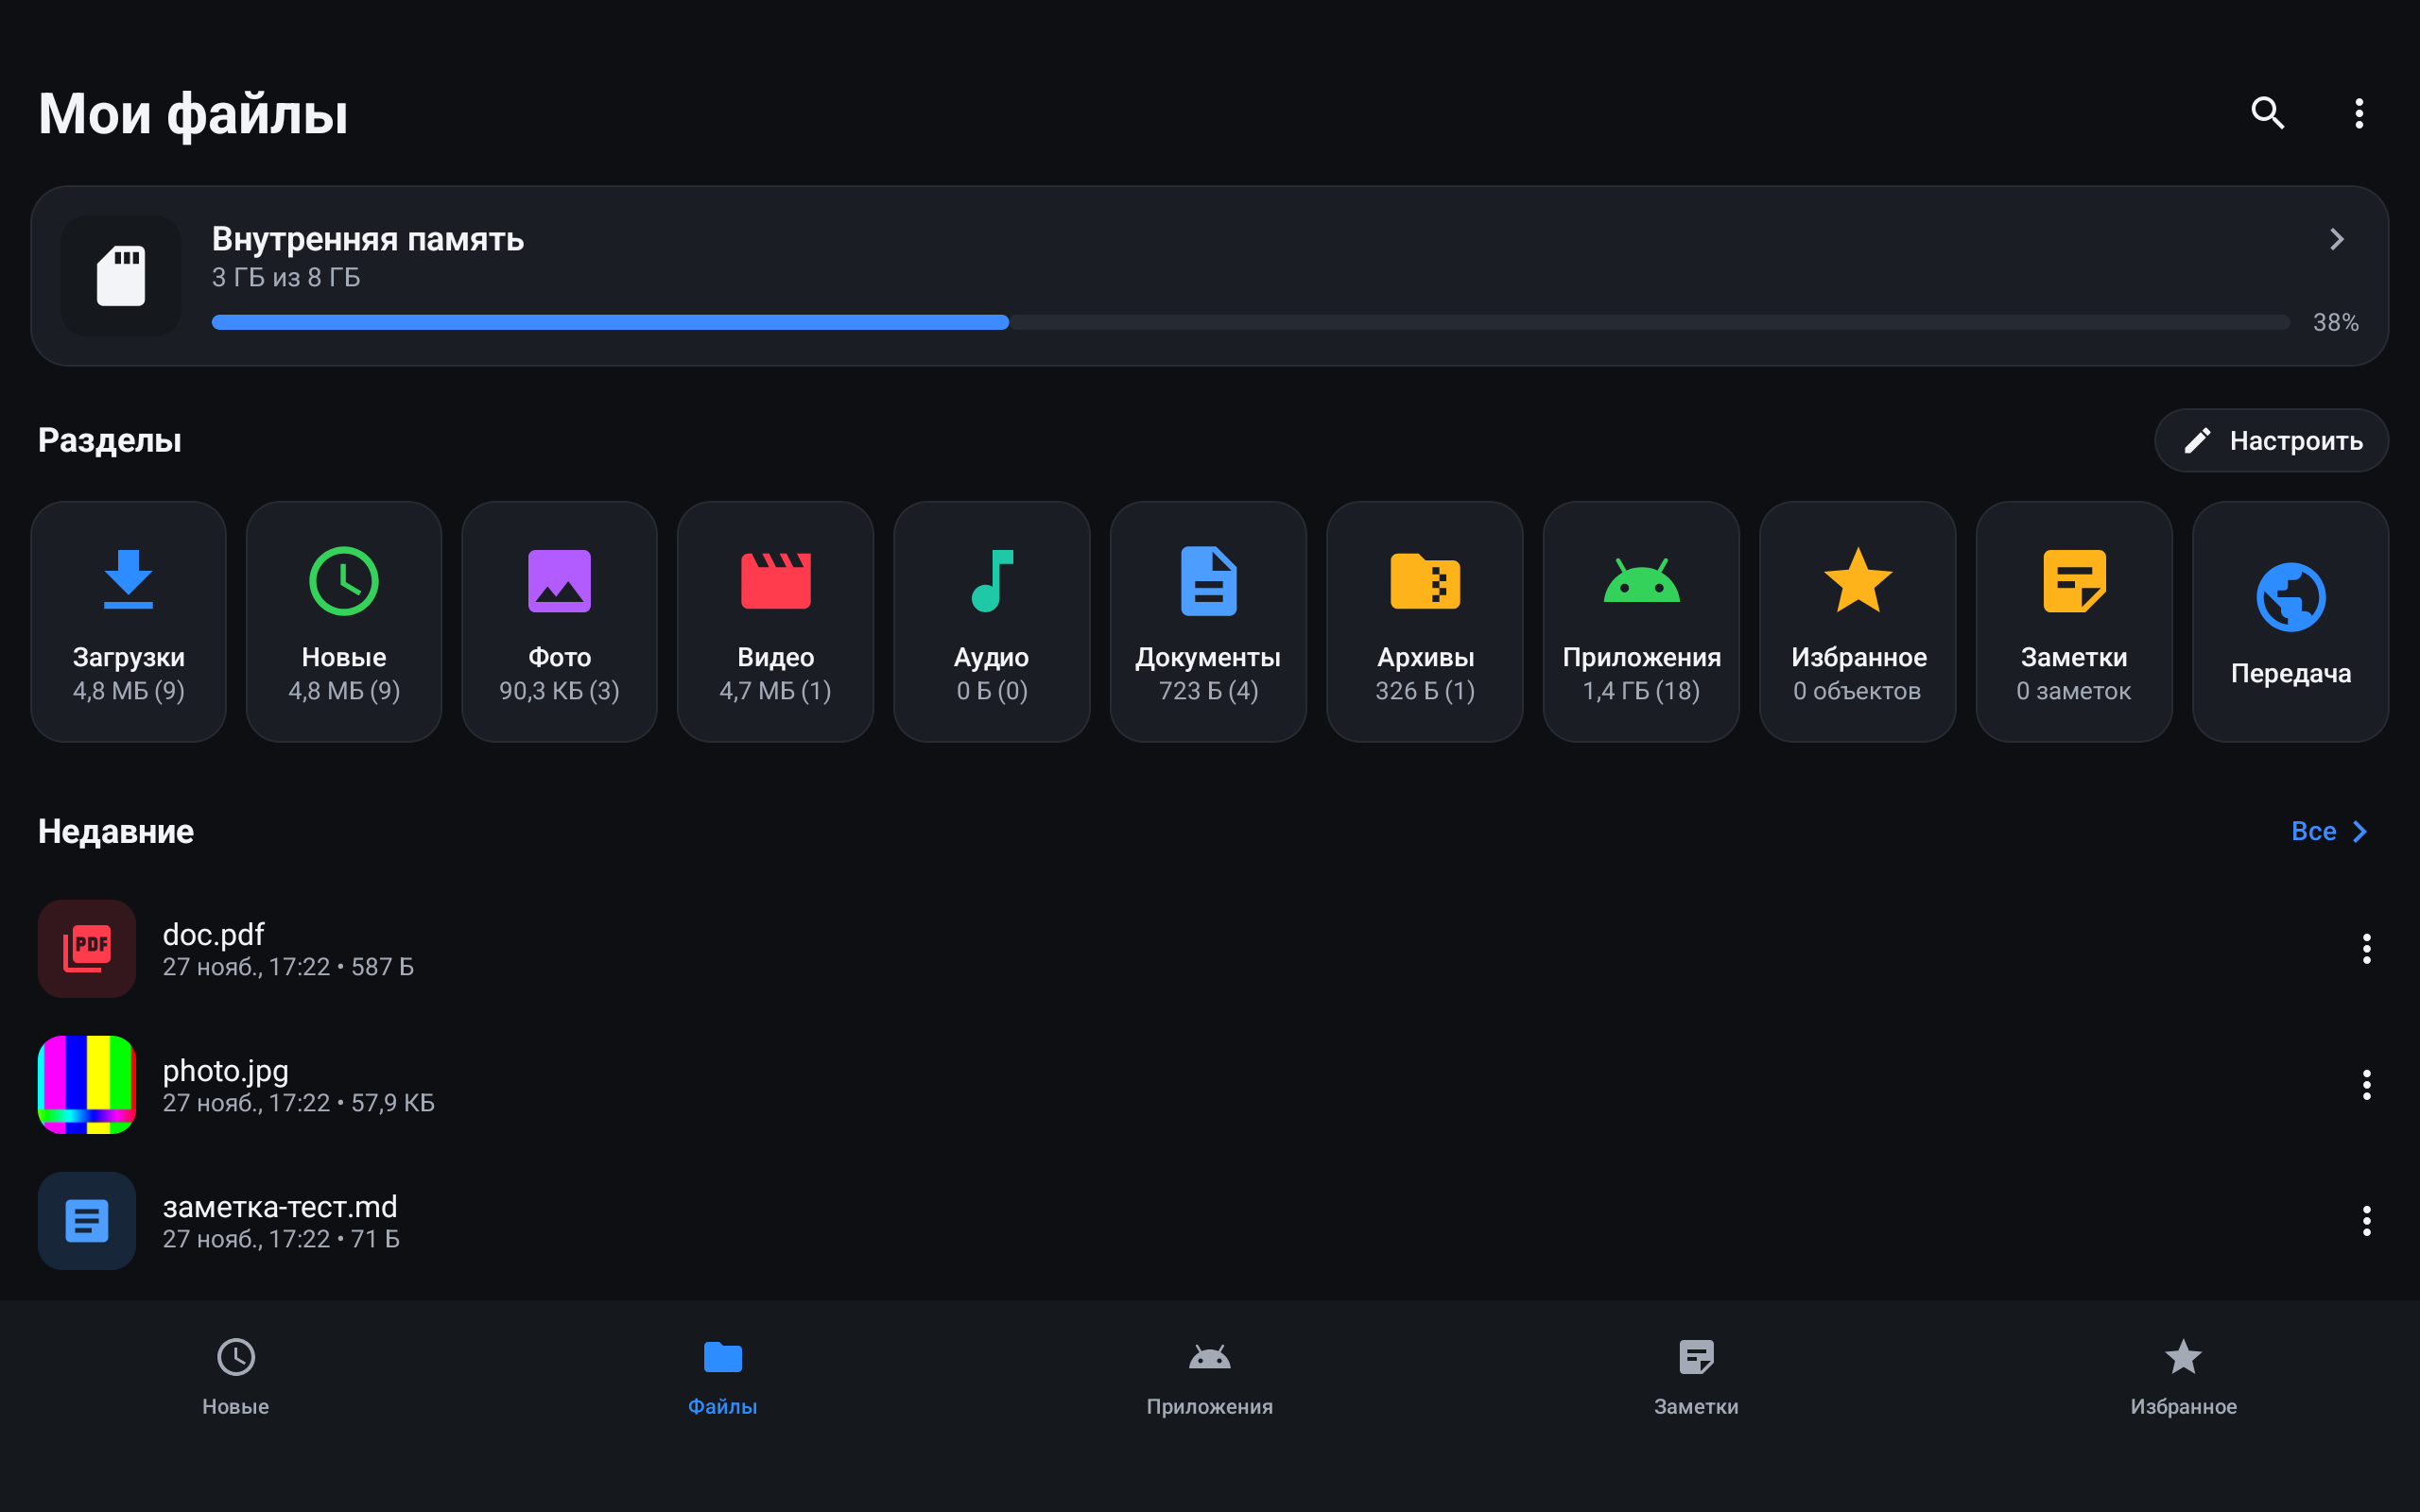 Мои файлы
Внутренняя память
3 ГБ из 8 ГБ
38%
Разделы
Настроить
Загрузки
4,8 МБ (9)
Новые
4,8 МБ (9)
Фото
90,3 КБ (3)
Видео
4,7 МБ (1)
Аудио
0 Б (0)
Документы
723 Б (4)
Архивы
326 Б (1)
Приложения
1,4 ГБ (18)
Избранное
0 объектов
Заметки
0 заметок
Передача
Недавние
Все
PDF
doc.pdf
27 нояб., 17:22 • 587 Б
photo.jpg
27 нояб., 17:22 • 57,9 КБ
заметка-тест.md
27 нояб., 17:22 • 71 Б
Новые
Файлы
Приложения
Заметки
Избранное